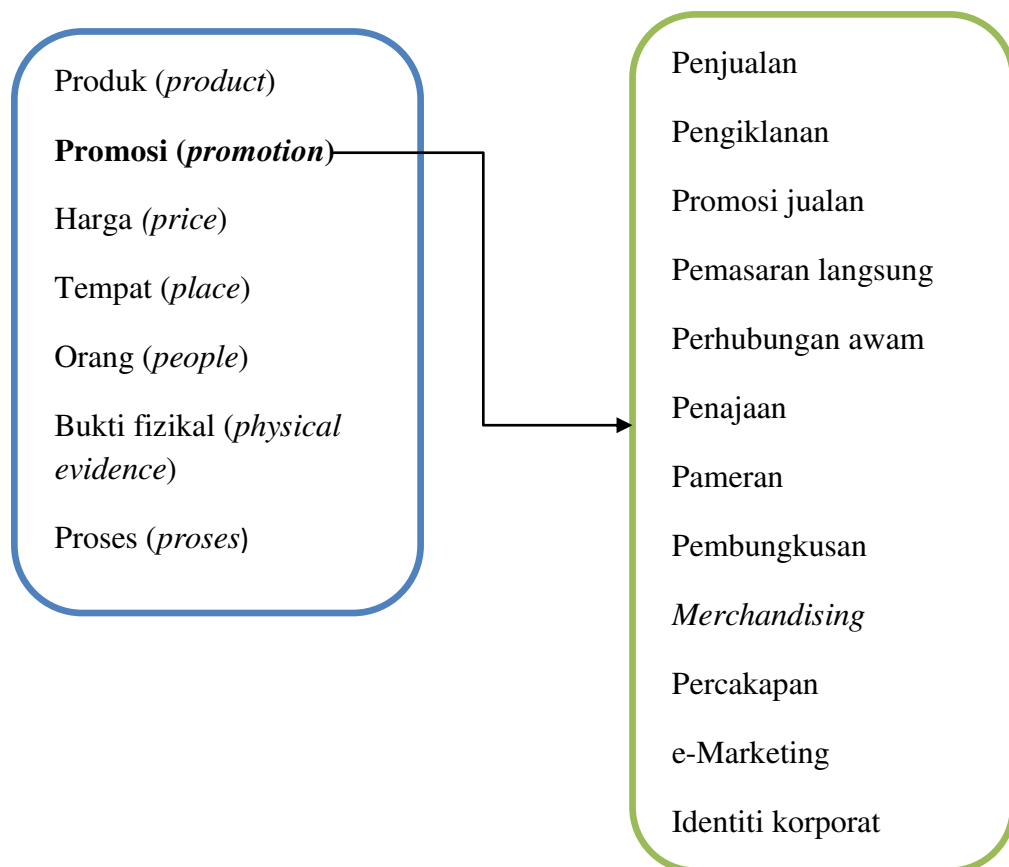 Produk (product)
Promosi (promotion)
Harga (price)
Tempat (place)
Orang (people)
Bukti fizikal (physical
evidence)
Proses (proses)
Penjualan
Pengiklanan
Promosi jualan
Pemasaran langsung
Perhubungan awam
Penajaan
Pameran
Pembungkusan
Merchandising
Percakapan
e-Marketing
Identiti korporat